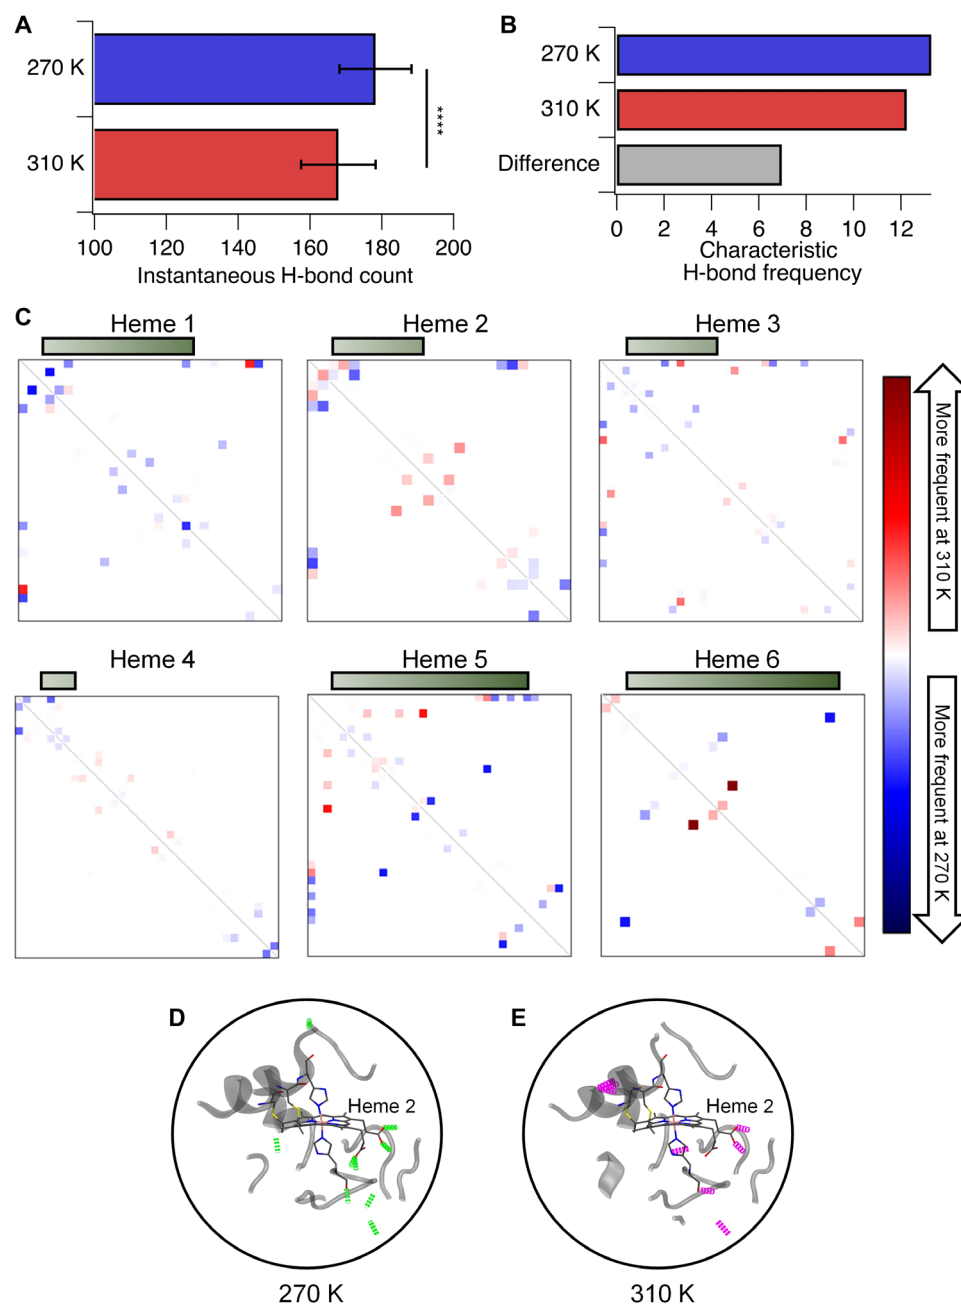 A
270 K
310 K
****
100 120 140 160 180 200
Instantaneous H-bond count
B
270 K
310 K
Difference
0 2 4 6 8 10 12
Characteristic
H-bond frequency
C
Heme 1
Heme 2
Heme 3
Heme 4
Heme 5
Heme 6
More frequent at 310 K
More frequent at 270 K
D
Heme 2
270 K
E
Heme 2
310 K